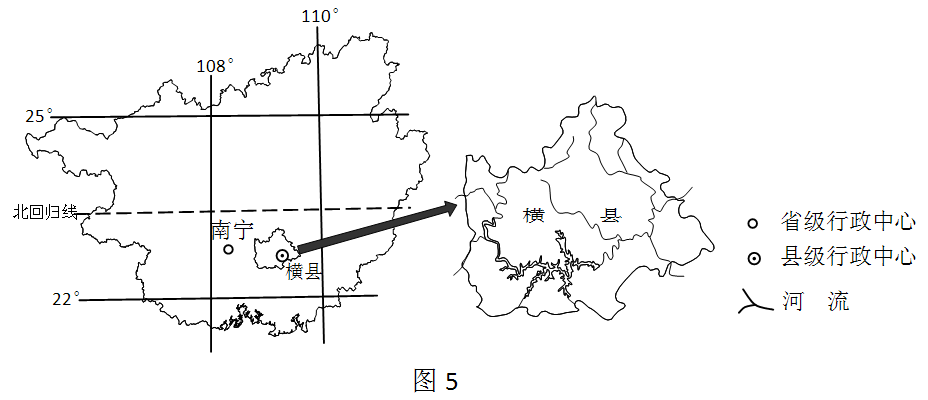 110°
108°
25°
北回归线
南宁
横县
22°
横 县
省级行政中心
县级行政中心
河 流
图 5